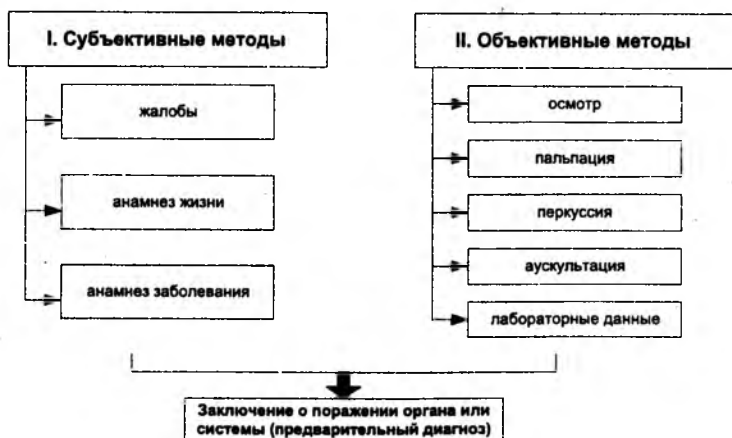 I. Субъективные методы
жалобы
анамнез жизни
анамнез заболевания
II. Объективные методы
осмотр
пальпация
перкуссия
аускультация
лабораторные данные
Заключение о поражении органа или
системы (предварительный диагноз)